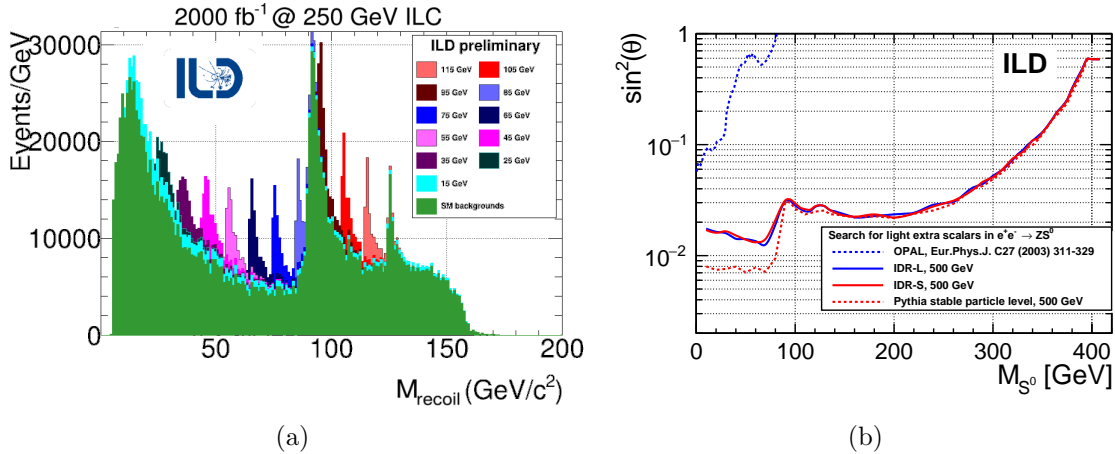 2000 fb-1 @ 250 GeV ILC
Events/GeV
30000
20000
10000
0
50
100
150
200
M_recoil (GeV/c2)
ILD
ILD preliminary
115 GeV
105 GeV
95 GeV
85 GeV
75 GeV
65 GeV
55 GeV
45 GeV
35 GeV
25 GeV
15 GeV
SM backgrounds
(a)
sin2(θ)
1
10−1
10−2
0
100
200
300
400
M_S0 [GeV]
ILD
Search for light extra scalars in e+e- → ZS0
OPAL, Eur.Phys.J. C27 (2003) 311-329
IDR-L, 500 GeV
IDR-S, 500 GeV
Pythia stable particle level, 500 GeV
(b)